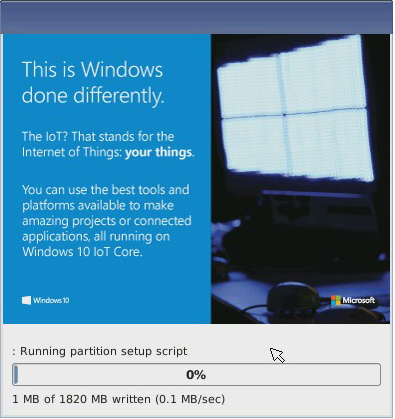 This is Windows
done differently.
The IoT? That stands for the
Internet of Things: your things.
You can use the best tools and
platforms available to make
amazing projects or connected
applications, all running on
Windows 10 IoT Core.
Windows 10
Microsoft
: Running partition setup script
0%
1 MB of 1820 MB written (0.1 MB/sec)